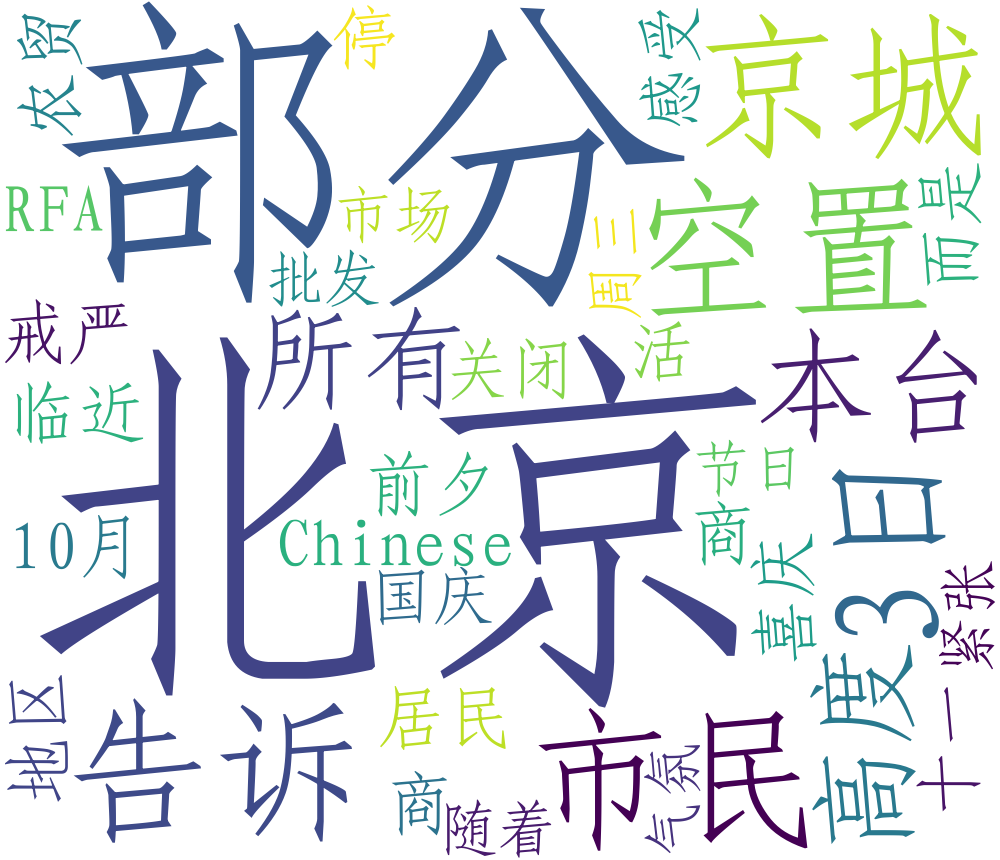 农贸
部分
停
感受
京城
RFA
市场
批发
周三
空置
而是
戒严
所有
关闭
活
本台
临近
北京
前夕
节日
3日
10月
Chinese
商
国庆
喜庆
紧张
地区
告诉
居民
商
随着
市民
气氛
高度
十一